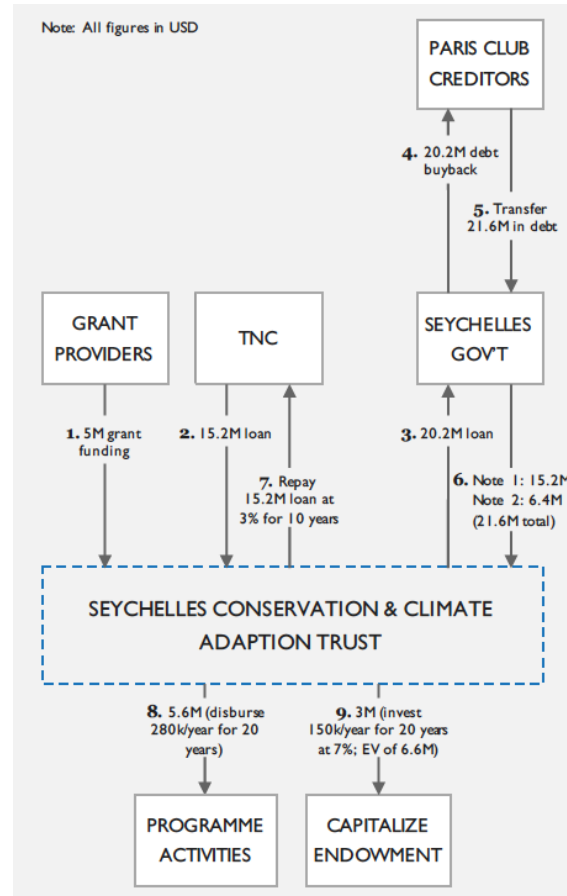 Note: All figures in USD
PARIS CLUB
CREDITORS
4. 20.2M debt
buyback
5. Transfer
21.6M in debt
GRANT
PROVIDERS
TNC
SEYCHELLES
GOV'T
1. 5M grant
funding
2. 15.2M loan
7. Repay
15.2M loan at
3% for 10 years
3. 20.2M loan
6. Note 1: 15.2M
Note 2: 6.4M
(21.6M total)
SEYCHELLES CONSERVATION & CLIMATE
ADAPTION TRUST
8. 5.6M (disburse
280k/year for 20
years)
9. 3M (invest
150k/year for 20 years
at 7%; EV of 6.6M)
PROGRAMME
ACTIVITIES
CAPITALIZE
ENDOWMENT